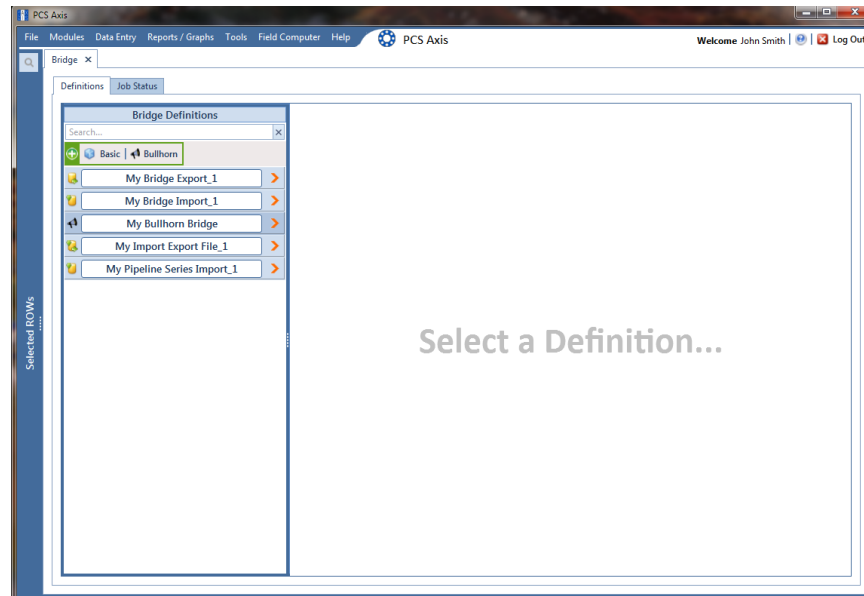 PCS Axis
File Modules Data Entry Reports / Graphs Tools Field Computer Help PCS Axis Welcome John Smith | | Log Out
Bridge
Definitions Job Status
Bridge Definitions
Search...
Basic | Bullhorn
My Bridge Export_1
My Bridge Import_1
My Bullhorn Bridge
My Import Export File_1
My Pipeline Series Import_1
Selected ROWs
Select a Definition...